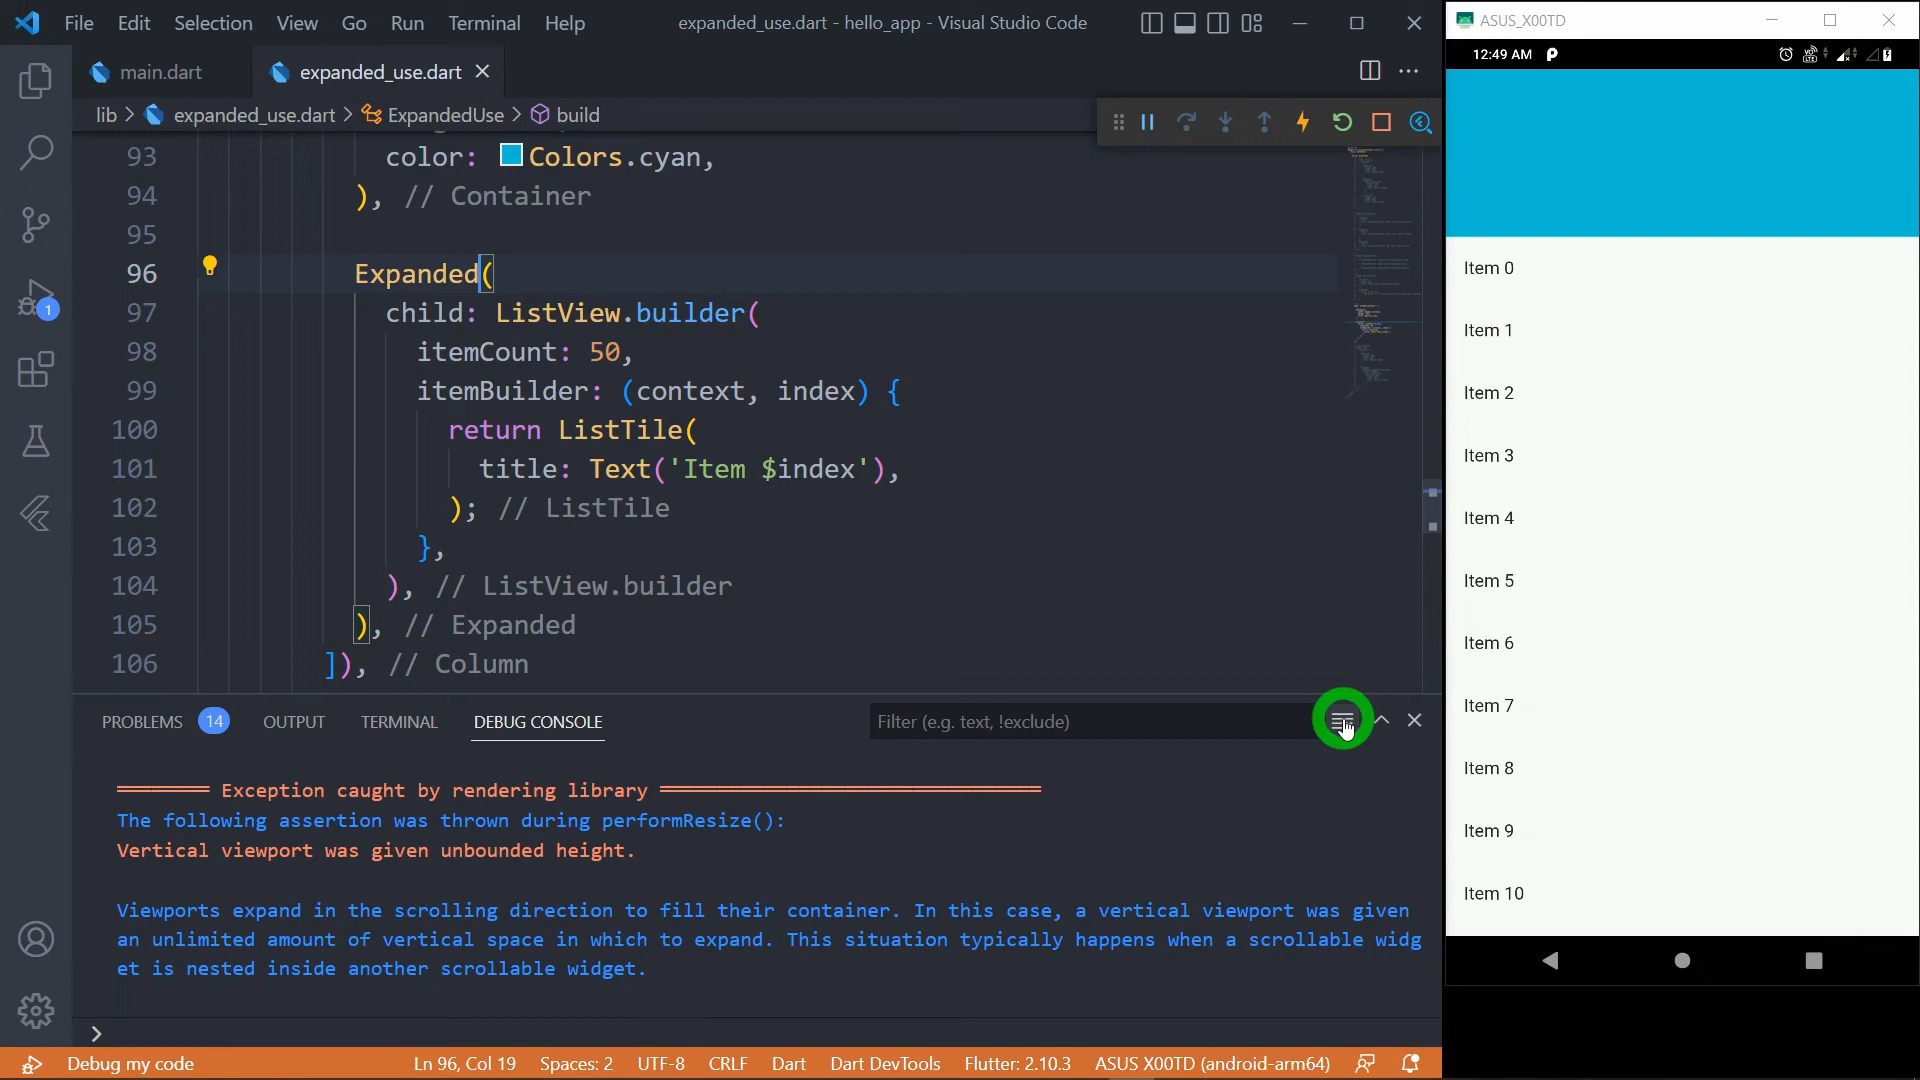 File Edit Selection View Go Run Terminal Help
expanded_use.dart - hello_app - Visual Studio Code
main.dart
expanded_use.dart
lib > expanded_use.dart > ExpandedUse > build
93 color: Colors.cyan,
94 ), // Container
95
96 Expanded(
97 child: ListView.builder(
98 itemCount: 50,
99 itemBuilder: (context, index) {
100 return ListTile(
101 title: Text('Item $index'),
102 ); // ListTile
103 },
104 ), // ListView.builder
105 ), // Expanded
106 ]), // Column
1
PROBLEMS 14 OUTPUT TERMINAL DEBUG CONSOLE
Filter (e.g. text, !exclude)
════════ Exception caught by rendering library ═════════════════════════════════
The following assertion was thrown during performResize():
Vertical viewport was given unbounded height.
Viewports expand in the scrolling direction to fill their container. In this case, a vertical viewport was given
an unlimited amount of vertical space in which to expand. This situation typically happens when a scrollable widg
et is nested inside another scrollable widget.
>
Debug my code
Ln 96, Col 19 Spaces: 2 UTF-8 CRLF Dart Dart DevTools Flutter: 2.10.3 ASUS X00TD (android-arm64)
ASUS_X00TD
12:49 AM
Item 0
Item 1
Item 2
Item 3
Item 4
Item 5
Item 6
Item 7
Item 8
Item 9
Item 10